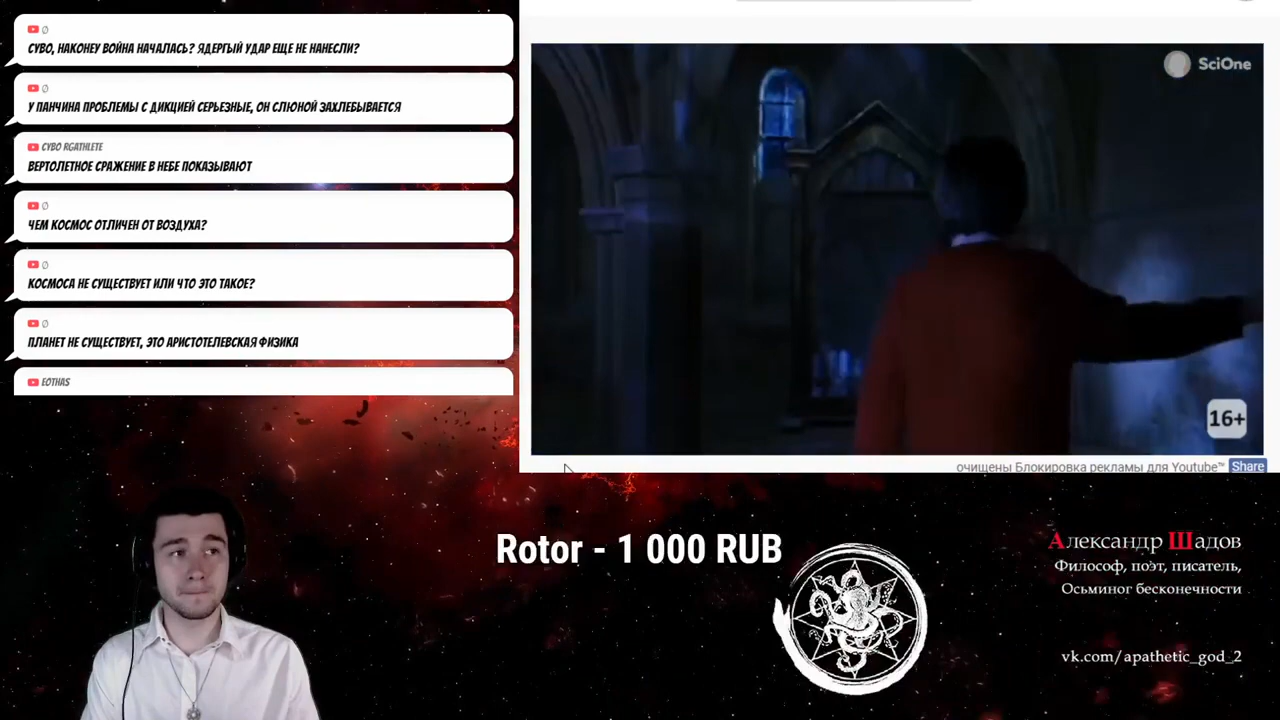 Ø
СУВО, НАКОНЕУ ВОЙНА НАЧАЛАСЬ? ЯДЕРГЫЙ УДАР ЕЩЕ НЕ НАНЕСЛИ?
Ø
У ПАНЧИНА ПРОБЛЕМЫ С ДИКЦИЕЙ СЕРЬЕЗНЫЕ, ОН СЛЮНОЙ ЗАХЛЕБЫВАЕТСЯ
CYBO RGATHLETE
ВЕРТОЛЕТНОЕ СРАЖЕНИЕ В НЕБЕ ПОКАЗЫВАЮТ
Ø
ЧЕМ КОСМОС ОТЛИЧЕН ОТ ВОЗДУХА?
Ø
КОСМОСА НЕ СУЩЕСТВУЕТ ИЛИ ЧТО ЭТО ТАКОЕ?
Ø
ПЛАНЕТ НЕ СУЩЕСТВУЕТ, ЭТО АРИСТОТЕЛЕВСКАЯ ФИЗИКА
EOTHAS
SciOne
16+
очищены Блокировка рекламы для Youtube™ Share
Rotor - 1 000 RUB
Александр Шадов
Философ, поэт, писатель,
Осьминог бесконечности
vk.com/apathetic_god_2